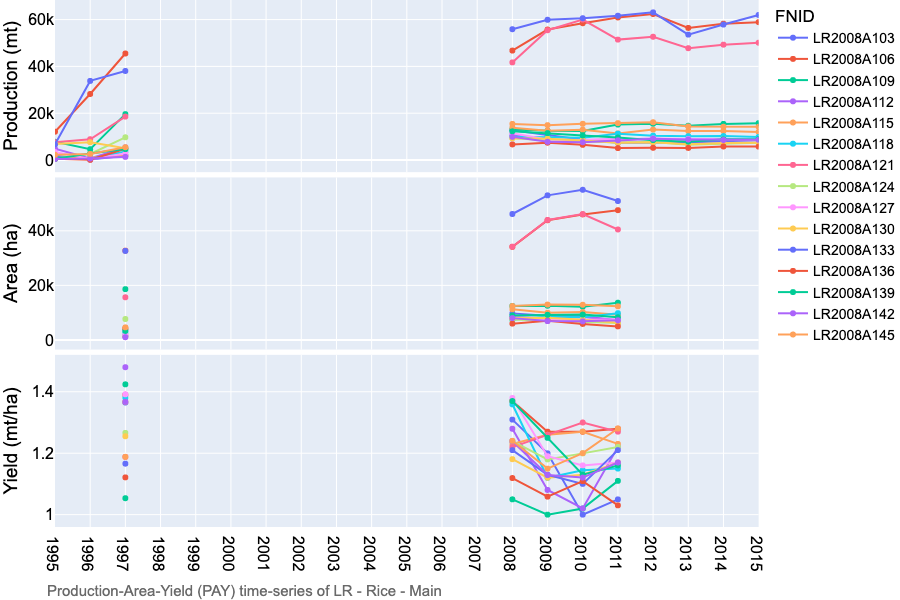 Production (mt)
60k
40k
20k
0
Area (ha)
40k
20k
0
Yield (mt/ha)
1.4
1.2
1
1995
1996
1997
1998
1999
2000
2001
2002
2003
2004
2005
2006
2007
2008
2009
2010
2011
2012
2013
2014
2015
Production-Area-Yield (PAY) time-series of LR - Rice - Main
FNID
LR2008A103
LR2008A106
LR2008A109
LR2008A112
LR2008A115
LR2008A118
LR2008A121
LR2008A124
LR2008A127
LR2008A130
LR2008A133
LR2008A136
LR2008A139
LR2008A142
LR2008A145